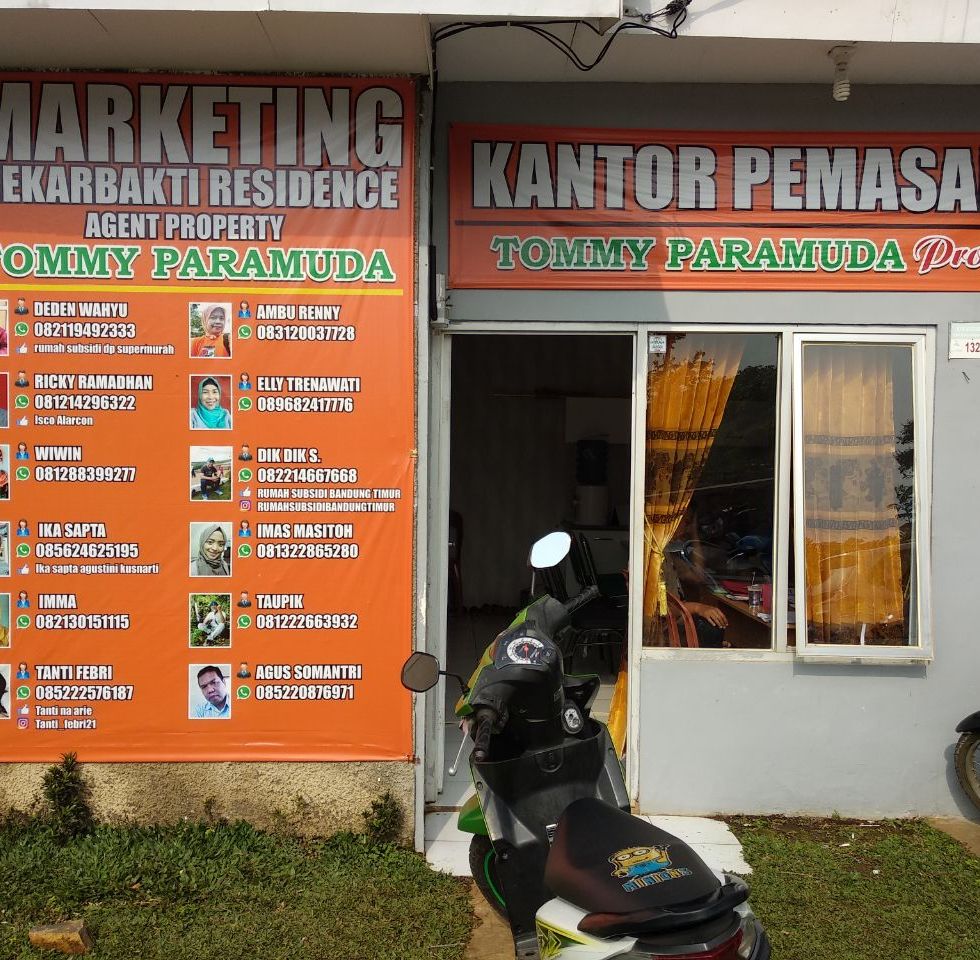 MARKETING
EKARBAKTI RESIDENCE
AGENT PROPERTY
TOMMY PARAMUDA
DEDEN WAHYU
082119492333
rumah subsidi dp supermurah
RICKY RAMADHAN
081214296322
Isco Alarcon
WIWIN
081288399277
IKA SAPTA
085624625195
Ika sapta agustini kusnarti
IMMA
082130151115
TANTI FEBRI
085222576187
Tanti na arie
Tanti_febri21
AMBU RENNY
083120037728
ELLY TRENAWATI
089682417776
DIK DIK S.
082214667668
RUMAH SUBSIDI BANDUNG TIMUR
RUMAHSUBSIDIBANDUNGTIMUR
IMAS MASITOH
081322865280
TAUPIK
081222663932
AGUS SOMANTRI
085220876971
KANTOR PEMASA
TOMMY PARAMUDA Pro
132